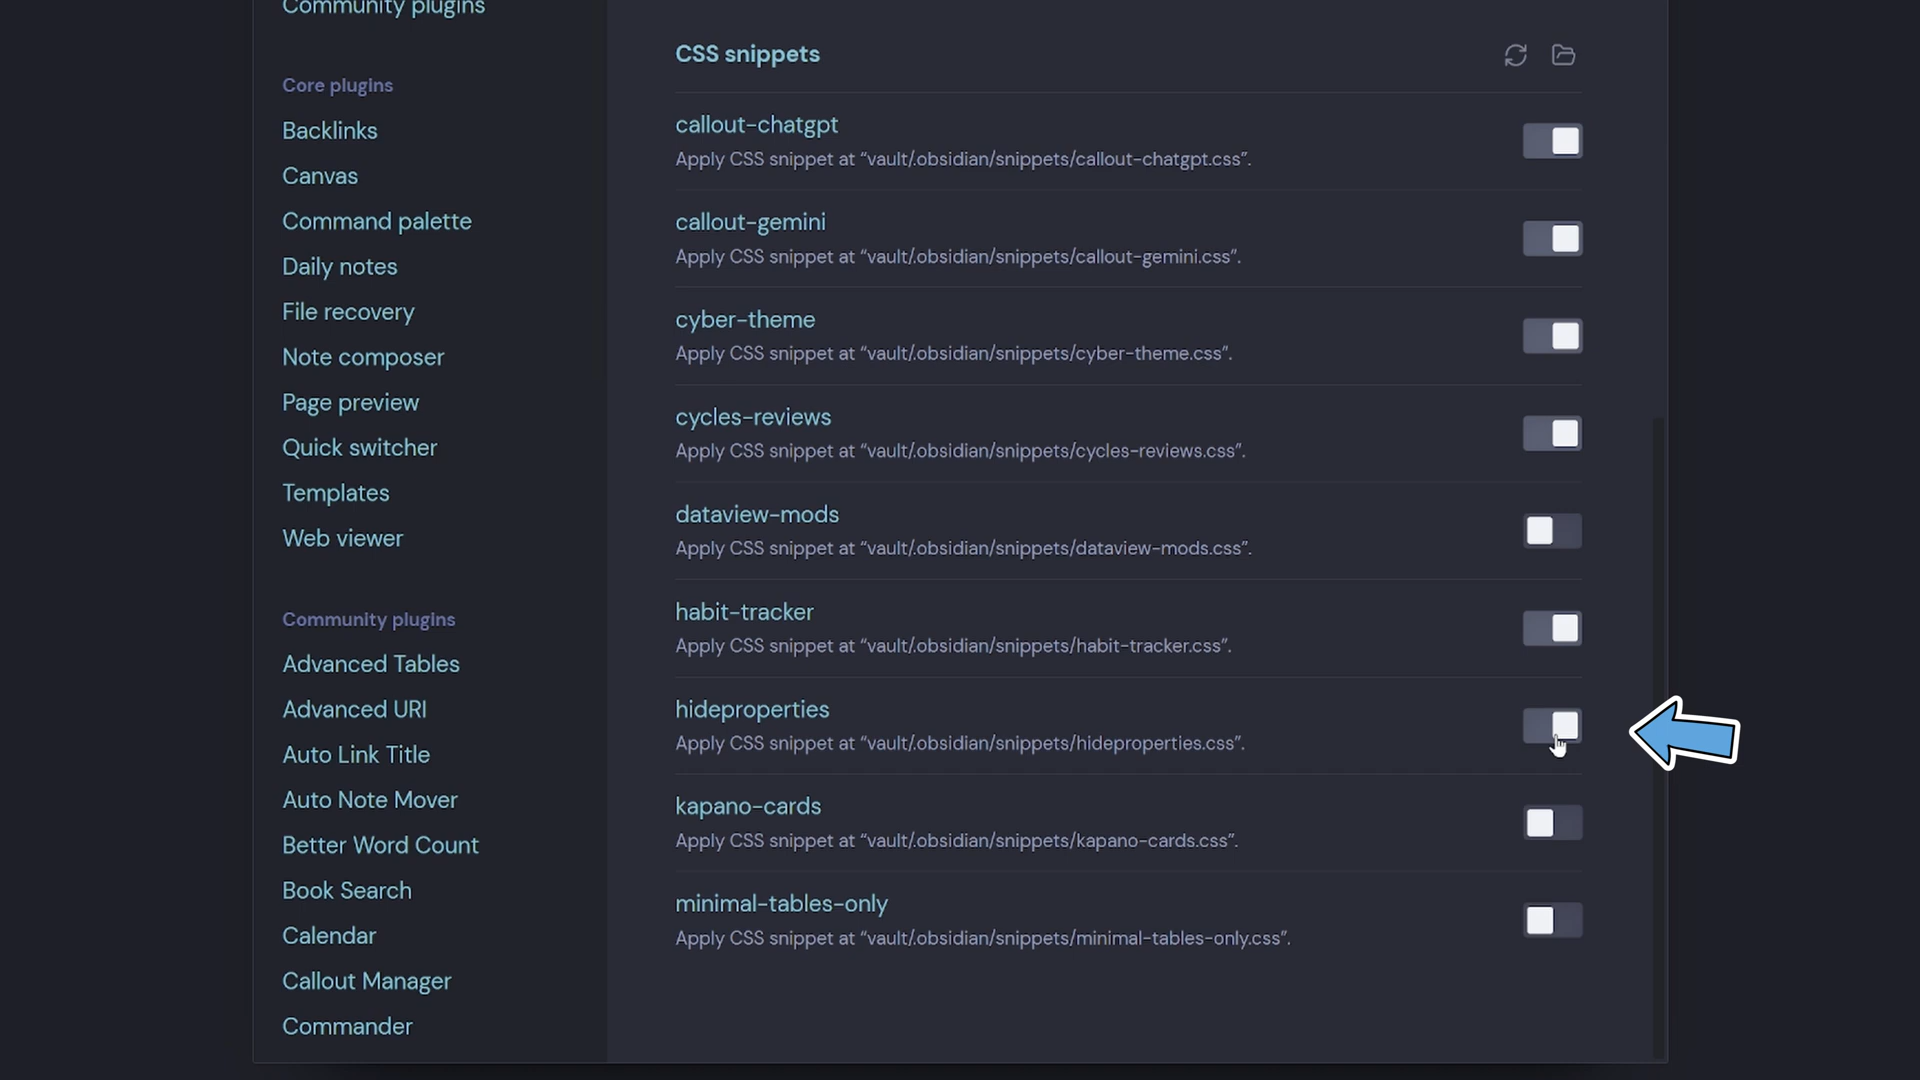 Community plugins
Core plugins
Backlinks
Canvas
Command palette
Daily notes
File recovery
Note composer
Page preview
Quick switcher
Templates
Web viewer
Community plugins
Advanced Tables
Advanced URI
Auto Link Title
Auto Note Mover
Better Word Count
Book Search
Calendar
Callout Manager
Commander
CSS snippets
callout-chatgpt
Apply CSS snippet at “vault/.obsidian/snippets/callout-chatgpt.css”.
callout-gemini
Apply CSS snippet at “vault/.obsidian/snippets/callout-gemini.css”.
cyber-theme
Apply CSS snippet at “vault/.obsidian/snippets/cyber-theme.css”.
cycles-reviews
Apply CSS snippet at “vault/.obsidian/snippets/cycles-reviews.css”.
dataview-mods
Apply CSS snippet at “vault/.obsidian/snippets/dataview-mods.css”.
habit-tracker
Apply CSS snippet at “vault/.obsidian/snippets/habit-tracker.css”.
hideproperties
Apply CSS snippet at “vault/.obsidian/snippets/hideproperties.css”.
kapano-cards
Apply CSS snippet at “vault/.obsidian/snippets/kapano-cards.css”.
minimal-tables-only
Apply CSS snippet at “vault/.obsidian/snippets/minimal-tables-only.css”.